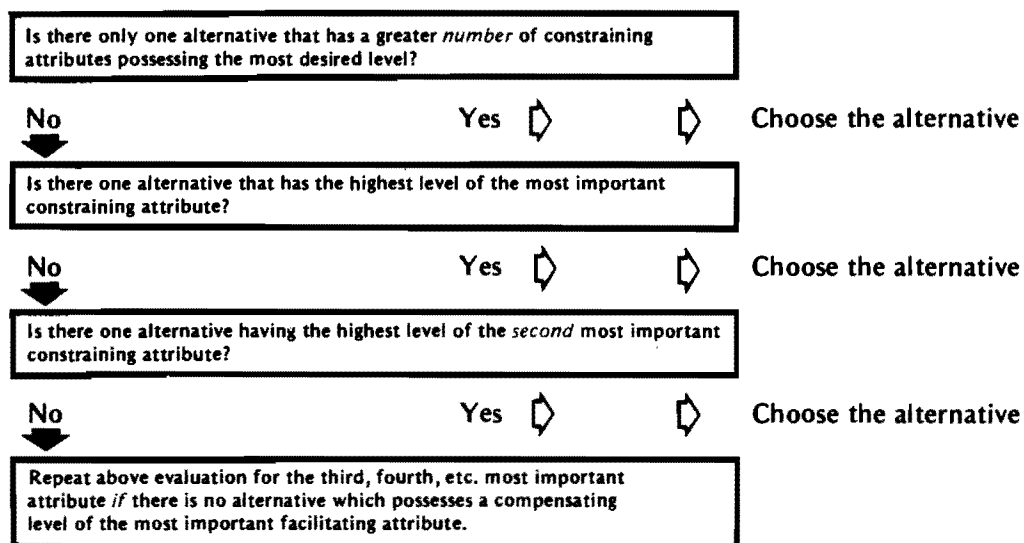 Is there only one alternative that has a greater number of constraining
attributes possessing the most desired level?
No Yes Choose the alternative
Is there one alternative that has the highest level of the most important
constraining attribute?
No Yes Choose the alternative
Is there one alternative having the highest level of the second most important
constraining attribute?
No Yes Choose the alternative
Repeat above evaluation for the third, fourth, etc. most important
attribute if there is no alternative which possesses a compensating
level of the most important facilitating attribute.